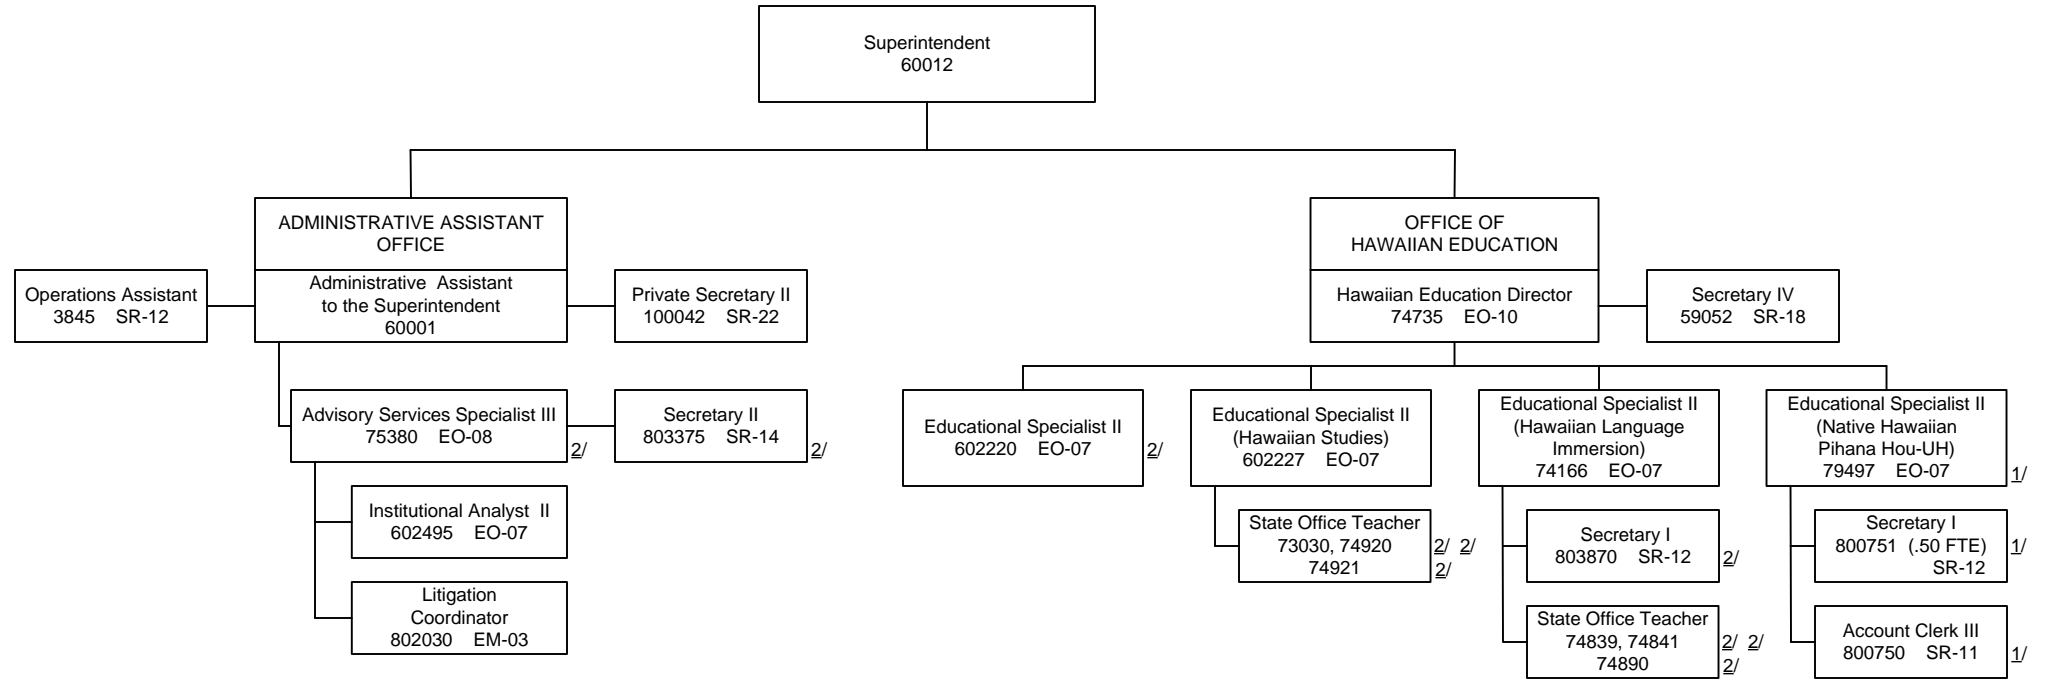 Superintendent
60012
ADMINISTRATIVE ASSISTANT
OFFICE
Administrative Assistant
to the Superintendent
60001
Operations Assistant
3845 SR-12
Private Secretary II
100042 SR-22
Advisory Services Specialist III
75380 EO-08
2/
Secretary II
803375 SR-14
2/
Institutional Analyst II
602495 EO-07
Litigation
Coordinator
802030 EM-03
OFFICE OF
HAWAIIAN EDUCATION
Hawaiian Education Director
74735 EO-10
Secretary IV
59052 SR-18
Educational Specialist II
602220 EO-07
2/
Educational Specialist II
(Hawaiian Studies)
602227 EO-07
State Office Teacher
73030, 74920
74921
2/ 2/
2/
Educational Specialist II
(Hawaiian Language
Immersion)
74166 EO-07
Secretary I
803870 SR-12
2/
State Office Teacher
74839, 74841
74890
2/ 2/
2/
Educational Specialist II
(Native Hawaiian
Pihana Hou-UH)
79497 EO-07
1/
Secretary I
800751 (.50 FTE)
SR-12
1/
Account Clerk III
800750 SR-11
1/